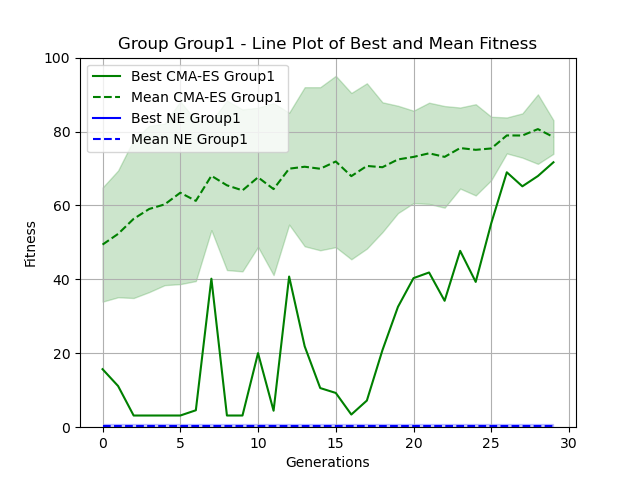 Group Group1 - Line Plot of Best and Mean Fitness
100
80
60
40
20
0
Fitness
Best CMA-ES Group1
Mean CMA-ES Group1
Best NE Group1
Mean NE Group1
0 5 10 15 20 25 30
Generations